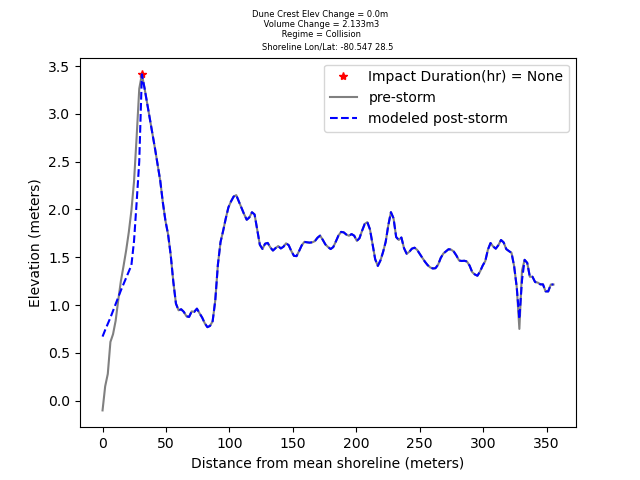 Dune Crest Elev Change = 0.0m
Volume Change = 2.133m3
Regime = Collision
Shoreline Lon/Lat: -80.547 28.5
Impact Duration(hr) = None
pre-storm
modeled post-storm
Elevation (meters)
3.5
3.0
2.5
2.0
1.5
1.0
0.5
0.0
0 50 100 150 200 250 300 350
Distance from mean shoreline (meters)